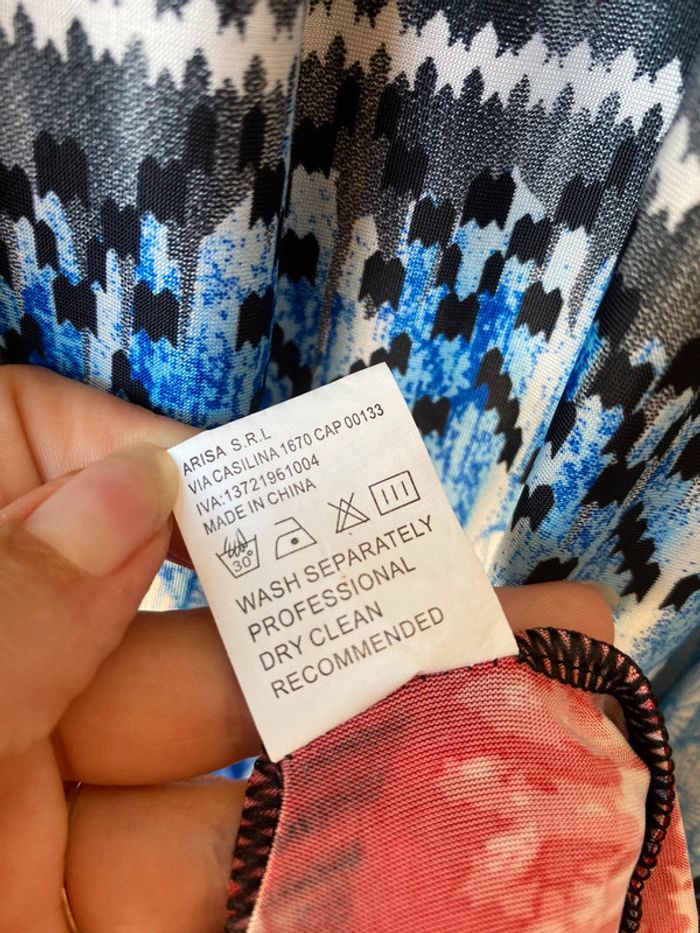 ARISA S.R.L
VIA CASILINA 1670 CAP 00133
IVA:13721961004
MADE IN CHINA
30°
WASH SEPARATELY
PROFESSIONAL
DRY CLEAN
RECOMMENDED